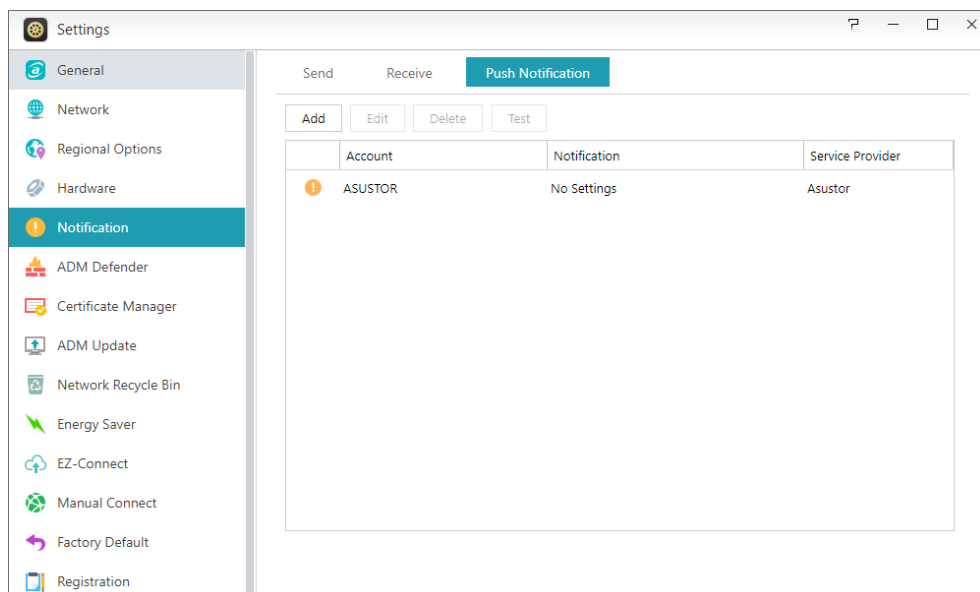 Settings
General
Network
Regional Options
Hardware
Notification
ADM Defender
Certificate Manager
ADM Update
Network Recycle Bin
Energy Saver
EZ-Connect
Manual Connect
Factory Default
Registration
Send Receive Push Notification
Add Edit Delete Test
Account Notification Service Provider
ASUSTOR No Settings Asustor